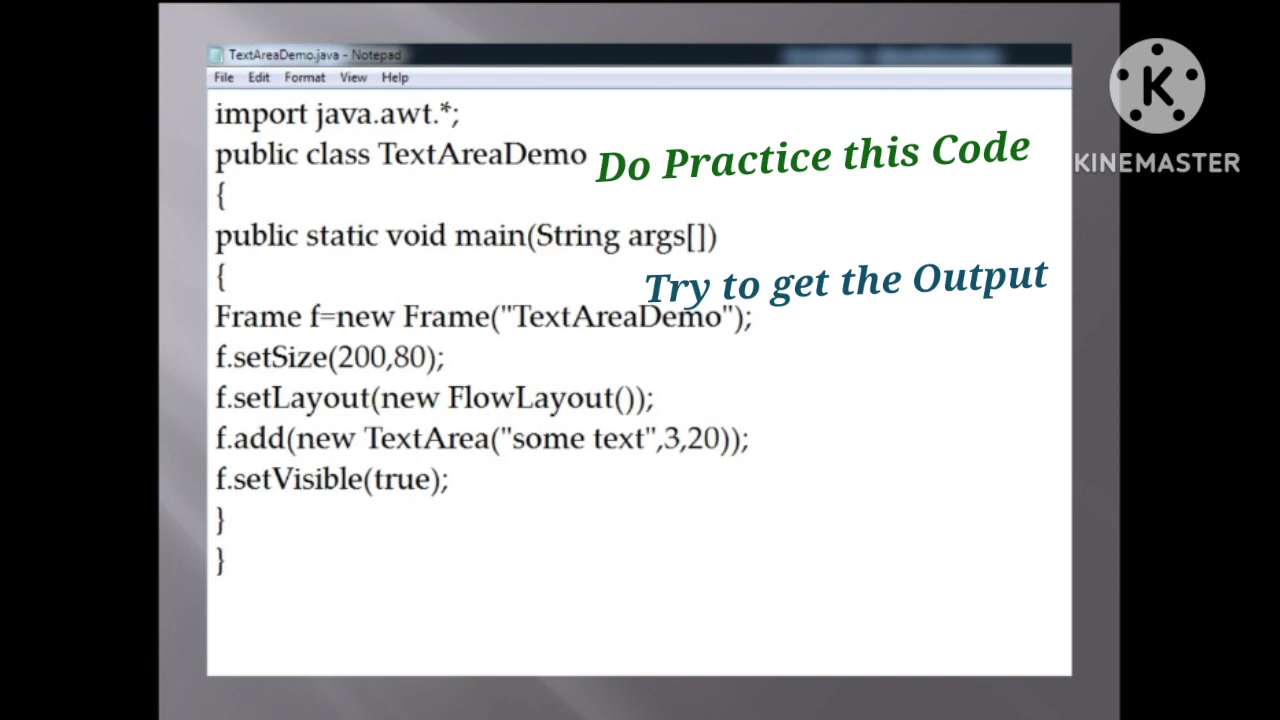 TextAreaDemo.java - Notepad
File Edit Format View Help
import java.awt.*;
public class TextAreaDemo
Do Practice this Code
{
public static void main(String args[])
{
Try to get the Output
Frame f=new Frame("TextAreaDemo");
f.setSize(200,80);
f.setLayout(new FlowLayout());
f.add(new TextArea("some text",3,20));
f.setVisible(true);
}
}
K
KINEMASTER